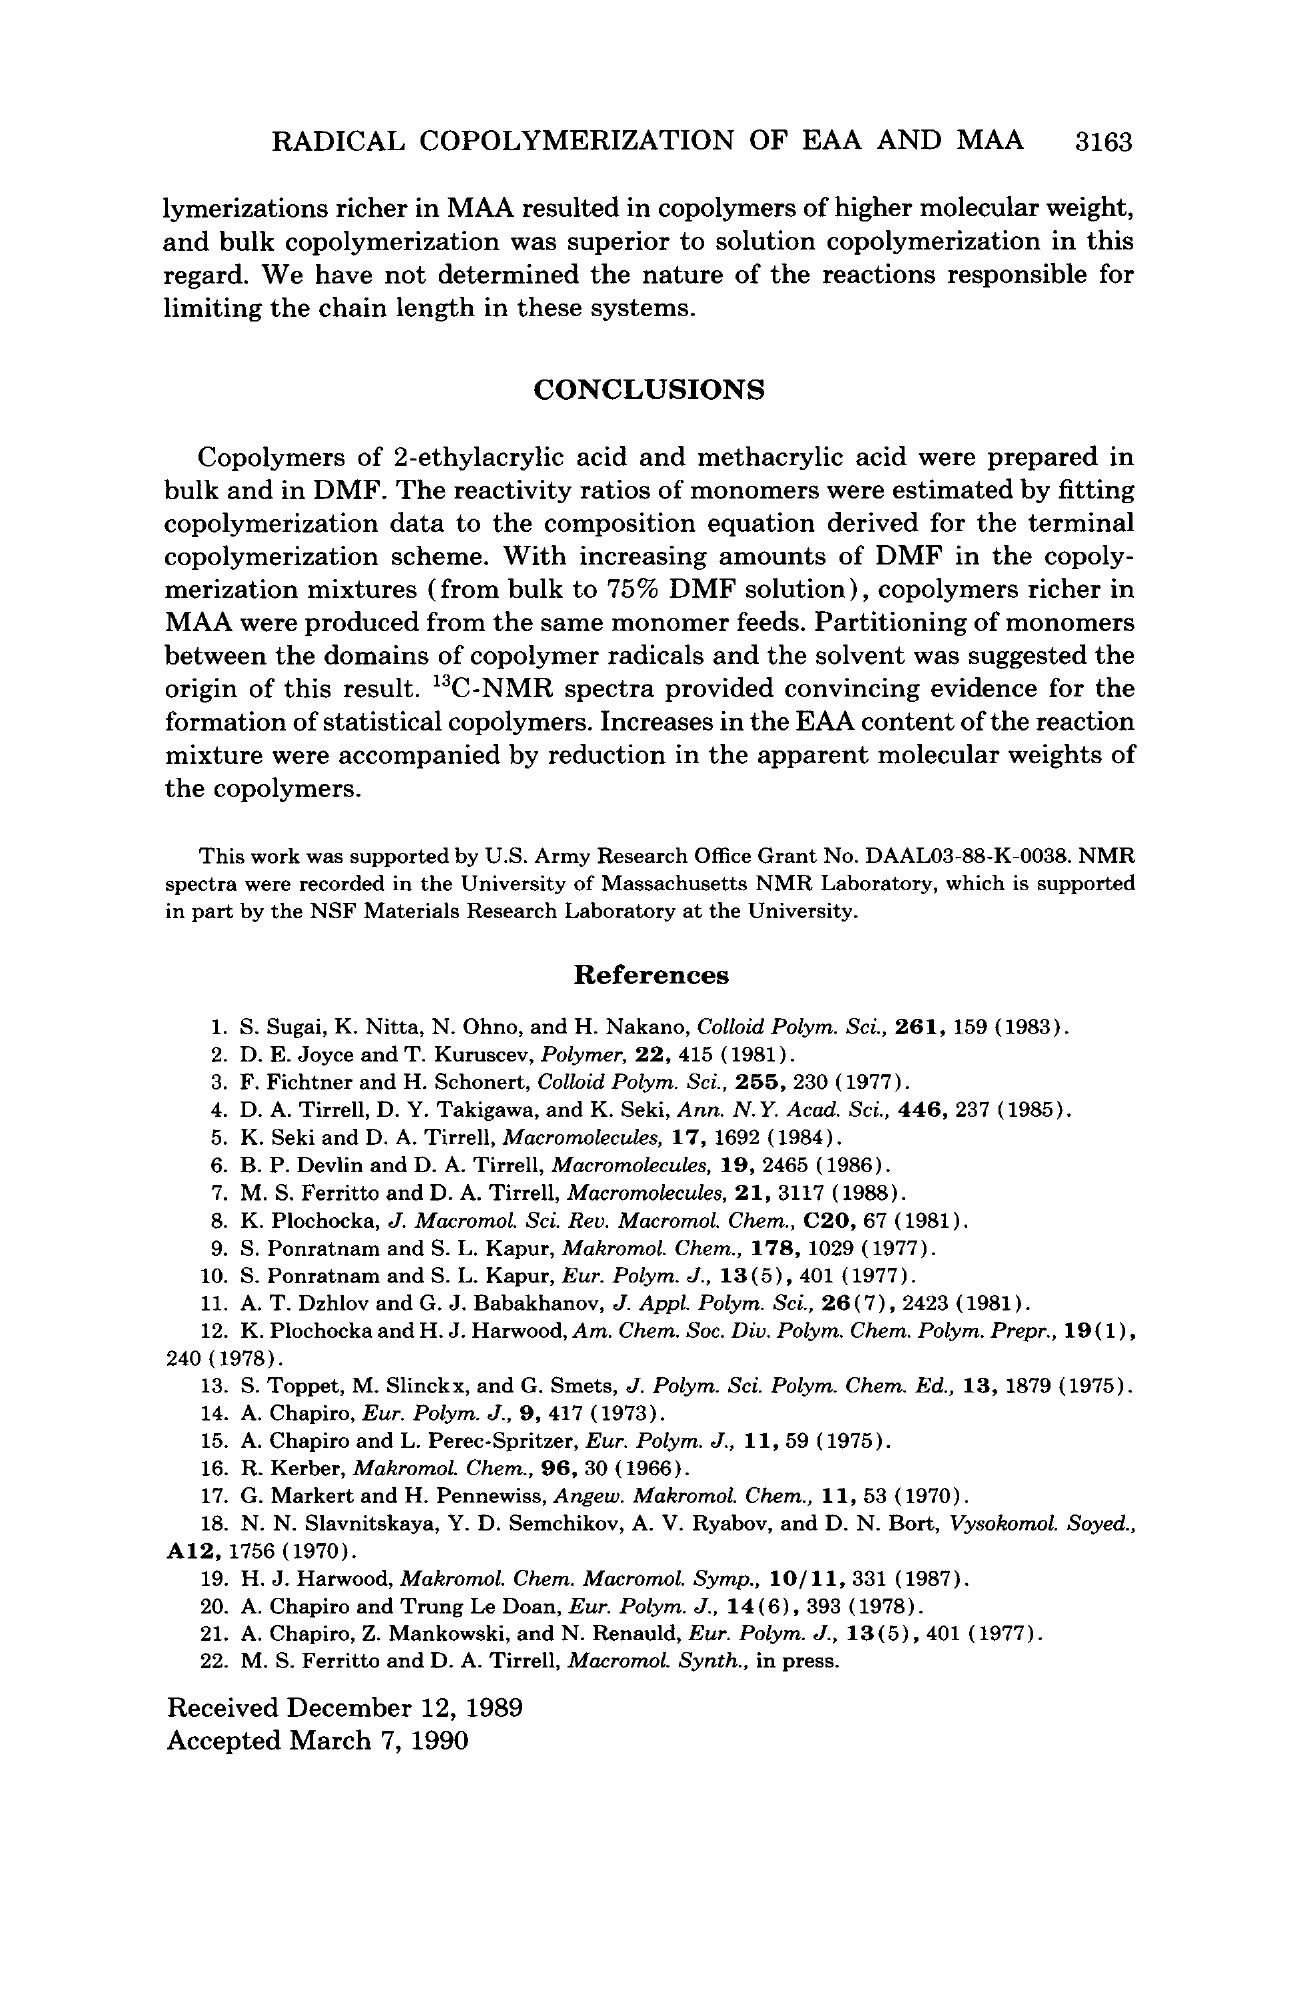 RADICAL COPOLYMERIZATION OF EAA AND MAA 3163
lymerizations richer in MAA resulted in copolymers of higher molecular weight,
and bulk copolymerization was superior to solution copolymerization in this
regard. We have not determined the nature of the reactions responsible for
limiting the chain length in these systems.
CONCLUSIONS
Copolymers of 2-ethylacrylic acid and methacrylic acid were prepared in
bulk and in DMF. The reactivity ratios of monomers were estimated by fitting
copolymerization data to the composition equation derived for the terminal
copolymerization scheme. With increasing amounts of DMF in the copoly-
merization mixtures (from bulk to 75% DMF solution), copolymers richer in
MAA were produced from the same monomer feeds. Partitioning of monomers
between the domains of copolymer radicals and the solvent was suggested the
origin of this result. ¹³C-NMR spectra provided convincing evidence for the
formation of statistical copolymers. Increases in the EAA content of the reaction
mixture were accompanied by reduction in the apparent molecular weights of
the copolymers.
This work was supported by U.S. Army Research Office Grant No. DAAL03-88-K-0038. NMR
spectra were recorded in the University of Massachusetts NMR Laboratory, which is supported
in part by the NSF Materials Research Laboratory at the University.
References
1. S. Sugai, K. Nitta, N. Ohno, and H. Nakano, Colloid Polym. Sci., 261, 159 (1983).
2. D. E. Joyce and T. Kuruscev, Polymer, 22, 415 (1981).
3. F. Fichtner and H. Schonert, Colloid Polym. Sci., 255, 230 (1977).
4. D. A. Tirrell, D. Y. Takigawa, and K. Seki, Ann. N.Y. Acad. Sci., 446, 237 (1985).
5. K. Seki and D. A. Tirrell, Macromolecules, 17, 1692 (1984).
6. B. P. Devlin and D. A. Tirrell, Macromolecules, 19, 2465 (1986).
7. M. S. Ferritto and D. A. Tirrell, Macromolecules, 21, 3117 (1988).
8. K. Plochocka, J. Macromol. Sci. Rev. Macromol. Chem., C20, 67 (1981).
9. S. Ponratnam and S. L. Kapur, Makromol. Chem., 178, 1029 (1977).
10. S. Ponratnam and S. L. Kapur, Eur. Polym. J., 13(5), 401 (1977).
11. A. T. Dzhlov and G. J. Babakhanov, J. Appl. Polym. Sci., 26(7), 2423 (1981).
12. K. Plochocka and H. J. Harwood, Am. Chem. Soc. Div. Polym. Chem. Polym. Prepr., 19(1),
240 (1978).
13. S. Toppet, M. Slinckx, and G. Smets, J. Polym. Sci. Polym. Chem. Ed., 13, 1879 (1975).
14. A. Chapiro, Eur. Polym. J., 9, 417 (1973).
15. A. Chapiro and L. Perec-Spritzer, Eur. Polym. J., 11, 59 (1975).
16. R. Kerber, Makromol. Chem., 96, 30 (1966).
17. G. Markert and H. Pennewiss, Angew. Makromol. Chem., 11, 53 (1970).
18. N. N. Slavnitskaya, Y. D. Semchikov, A. V. Ryabov, and D. N. Bort, Vysokomol. Soyed.,
A12, 1756 (1970).
19. H. J. Harwood, Makromol. Chem. Macromol. Symp., 10/11, 331 (1987).
20. A. Chapiro and Trung Le Doan, Eur. Polym. J., 14(6), 393 (1978).
21. A. Chapiro, Z. Mankowski, and N. Renauld, Eur. Polym. J., 13(5), 401 (1977).
22. M. S. Ferritto and D. A. Tirrell, Macromol. Synth., in press.
Received December 12, 1989
Accepted March 7, 1990